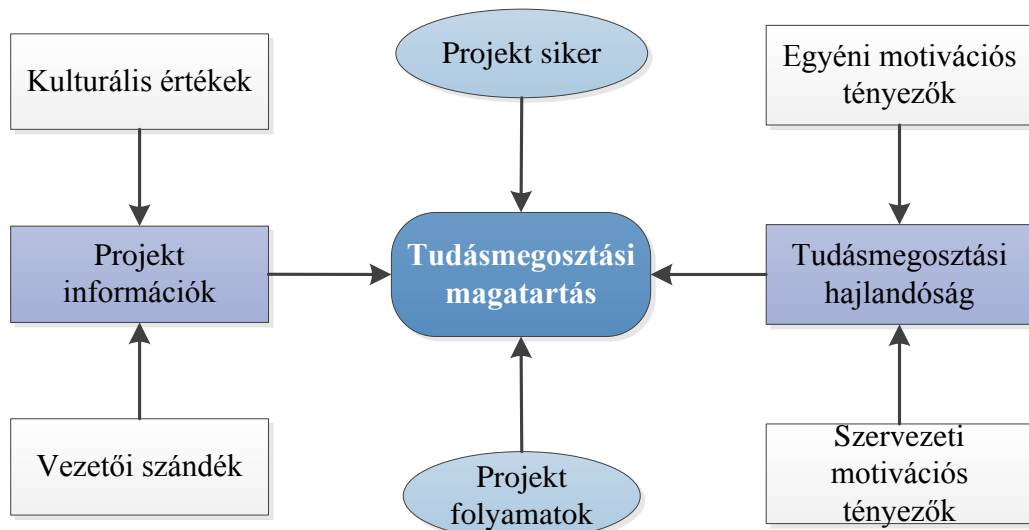 Kulturális értékek
Projekt siker
Egyéni motivációs
tényezők
Projekt
információk
Tudásmegosztási
magatartás
Tudásmegosztási
hajlandóság
Vezetői szándék
Projekt
folyamatok
Szervezeti
motivációs
tényezők